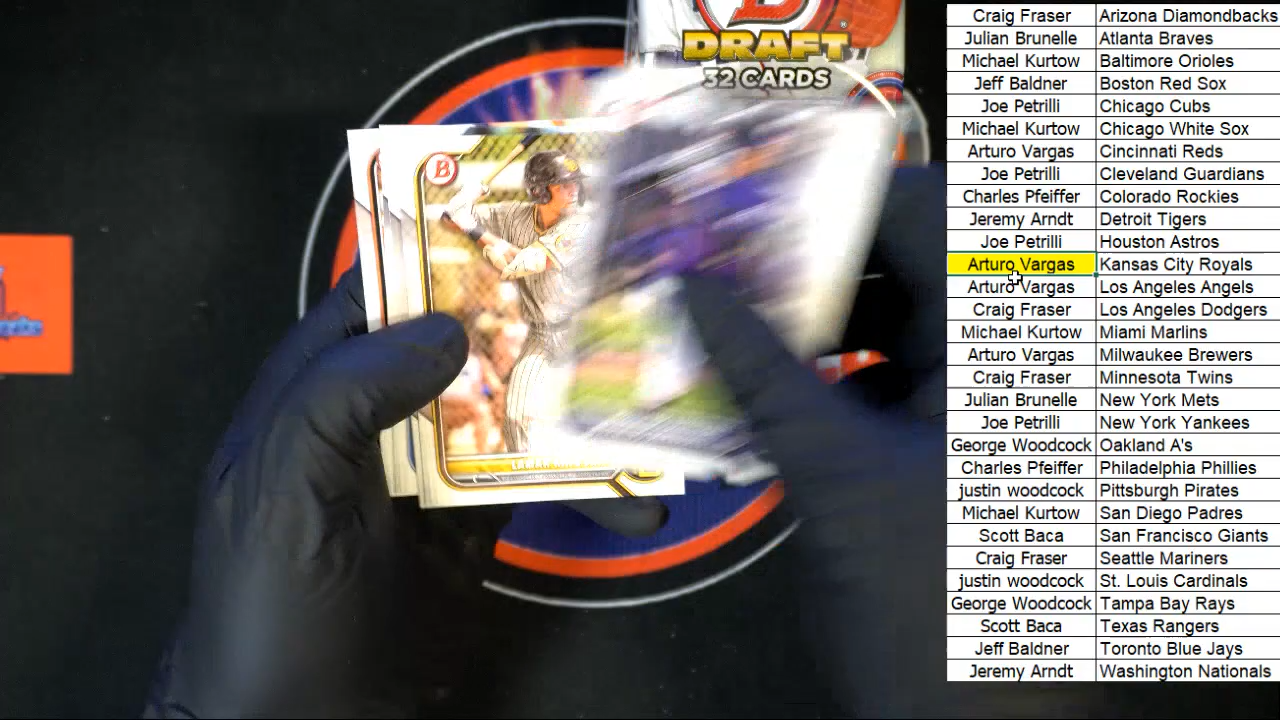 DRAFT
32 CARDS
B
Craig Fraser Arizona Diamondbacks
Julian Brunelle Atlanta Braves
Michael Kurtow Baltimore Orioles
Jeff Baldner Boston Red Sox
Joe Petrilli Chicago Cubs
Michael Kurtow Chicago White Sox
Arturo Vargas Cincinnati Reds
Joe Petrilli Cleveland Guardians
Charles Pfeiffer Colorado Rockies
Jeremy Arndt Detroit Tigers
Joe Petrilli Houston Astros
Arturo Vargas Kansas City Royals
Arturo Vargas Los Angeles Angels
Craig Fraser Los Angeles Dodgers
Michael Kurtow Miami Marlins
Arturo Vargas Milwaukee Brewers
Craig Fraser Minnesota Twins
Julian Brunelle New York Mets
Joe Petrilli New York Yankees
George Woodcock Oakland A's
Charles Pfeiffer Philadelphia Phillies
justin woodcock Pittsburgh Pirates
Michael Kurtow San Diego Padres
Scott Baca San Francisco Giants
Craig Fraser Seattle Mariners
justin woodcock St. Louis Cardinals
George Woodcock Tampa Bay Rays
Scott Baca Texas Rangers
Jeff Baldner Toronto Blue Jays
Jeremy Arndt Washington Nationals